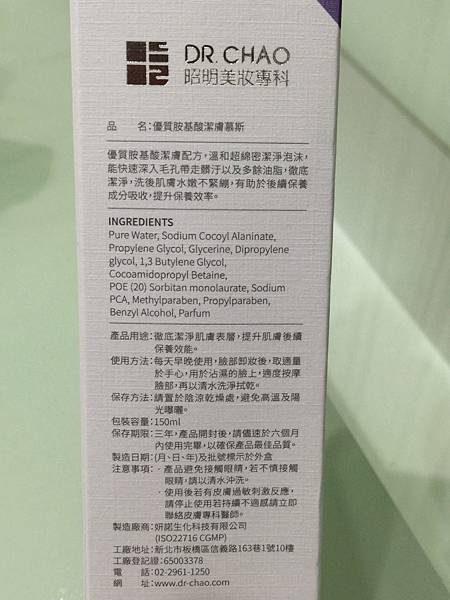 DR. CHAO
昭明美妝專科
品　名：優質胺基酸潔膚慕斯
優質胺基酸潔膚配方，溫和超綿密潔淨泡沫，
能快速深入毛孔帶走髒汙以及多餘油脂，徹底
潔淨，洗後肌膚水嫩不緊繃，有助於後續保養
成分吸收，提升保養效率。
INGREDIENTS
Pure Water, Sodium Cocoyl Alaninate,
Propylene Glycol, Glycerine, Dipropylene
glycol, 1,3 Butylene Glycol,
Cocoamidopropyl Betaine,
POE (20) Sorbitan monolaurate, Sodium
PCA, Methylparaben, Propylparaben,
Benzyl Alcohol, Parfum
產品用途：徹底潔淨肌膚表層，提升肌膚後續
保養效能。
使用方法：每天早晚使用，臉部卸妝後，取適量
於手心，用於沾濕的臉上，適度按摩
臉部，再以清水洗淨拭乾。
保存方法：請置於陰涼乾燥處，避免高溫及陽
光曝曬。
包裝容量：150ml
保存期限：三年，產品開封後，請儘速於六個月
內使用完畢，以確保產品最佳品質。
製造日期：(月、日、年)及批號標示於外盒
注意事項：·產品避免接觸眼睛，若不慎接觸
眼睛，請以清水沖洗。
·使用後若有皮膚過敏刺激反應，
請停止使用若持續不適感請立即
聯絡皮膚專科醫師。
製造廠商：妍諾生化科技有限公司
(ISO22716 CGMP)
工廠地址：新北市板橋區信義路163巷1號10樓
工廠登記證：65003378
電　話：02-2961-1250
網　址：www.dr-chao.com